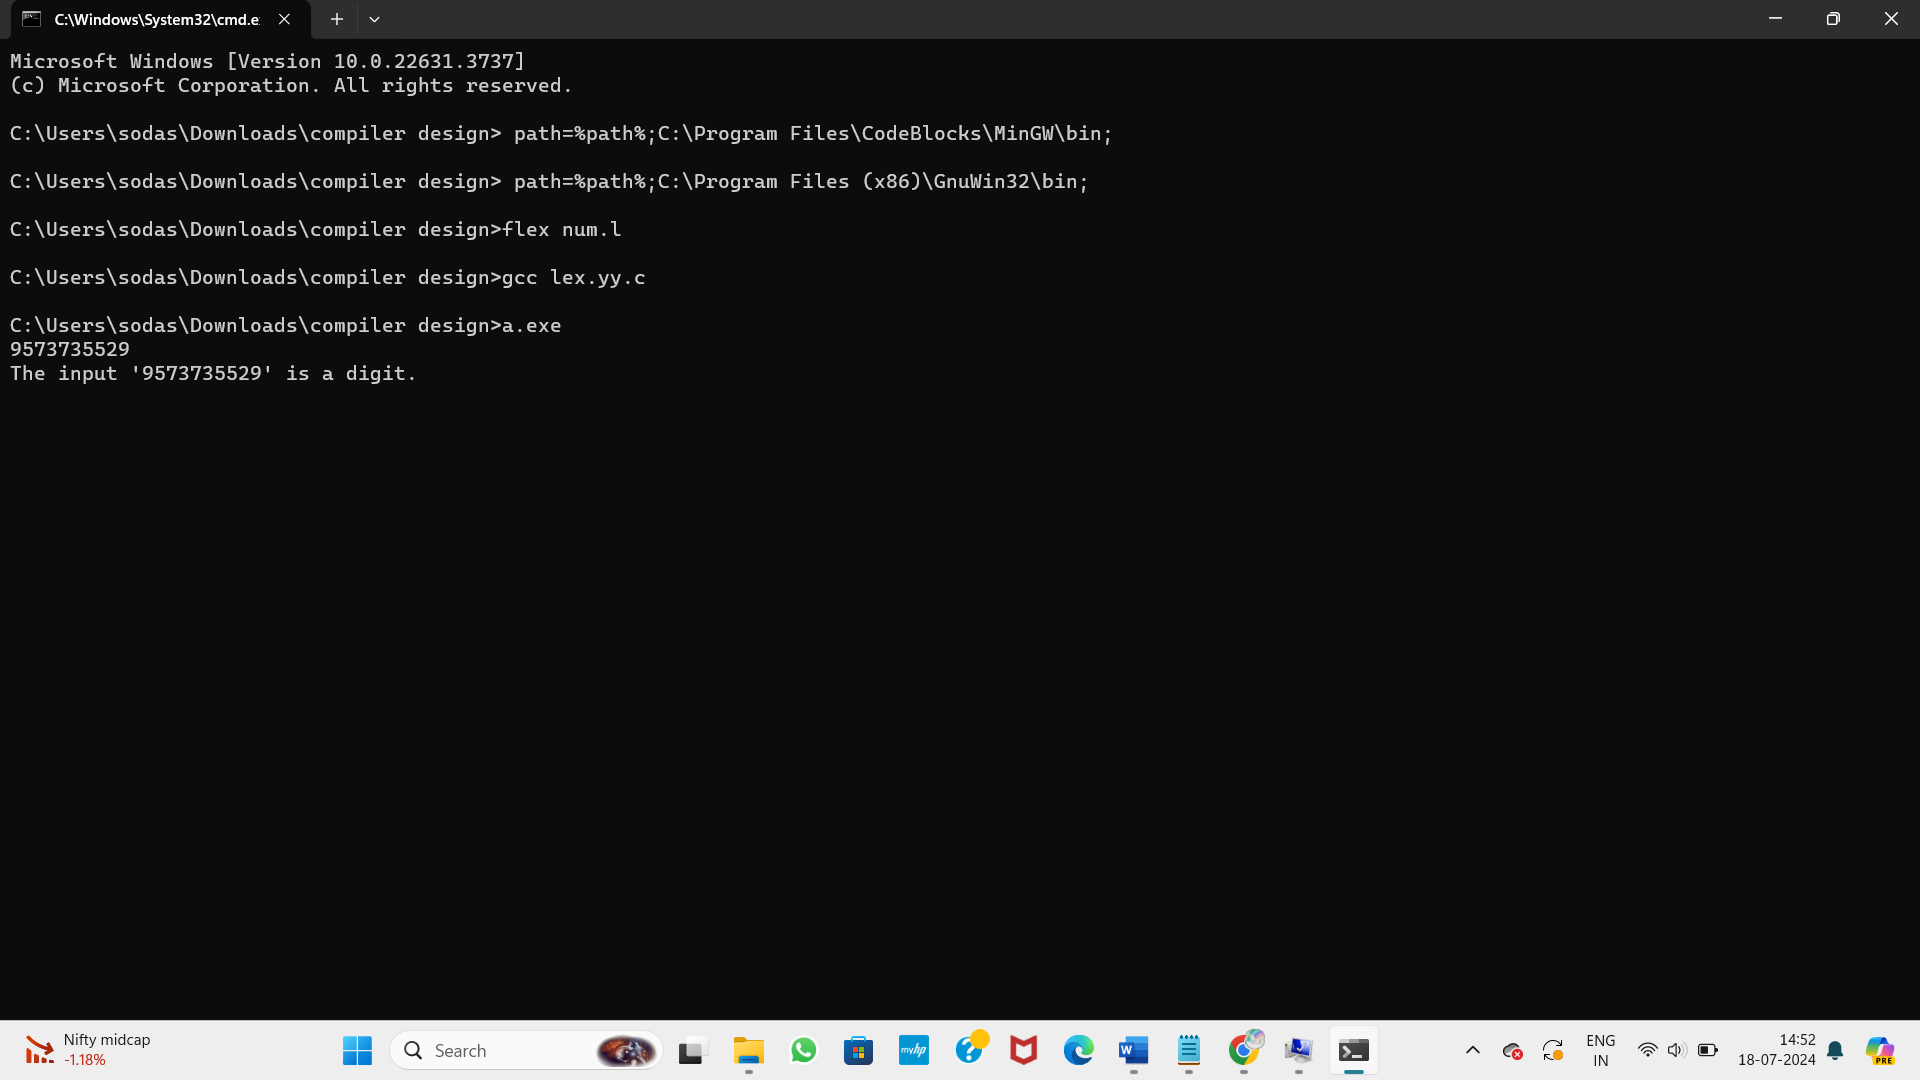 C:\Windows\System32\cmd.e
Microsoft Windows [Version 10.0.22631.3737]
(c) Microsoft Corporation. All rights reserved.
C:\Users\sodas\Downloads\compiler design> path=%path%;C:\Program Files\CodeBlocks\MinGW\bin;
C:\Users\sodas\Downloads\compiler design> path=%path%;C:\Program Files (x86)\GnuWin32\bin;
C:\Users\sodas\Downloads\compiler design>flex num.l
C:\Users\sodas\Downloads\compiler design>gcc lex.yy.c
C:\Users\sodas\Downloads\compiler design>a.exe
9573735529
The input '9573735529' is a digit.
Nifty midcap
-1.18%
Search
myhp
W
ENG
IN
14:52
18-07-2024
PRE